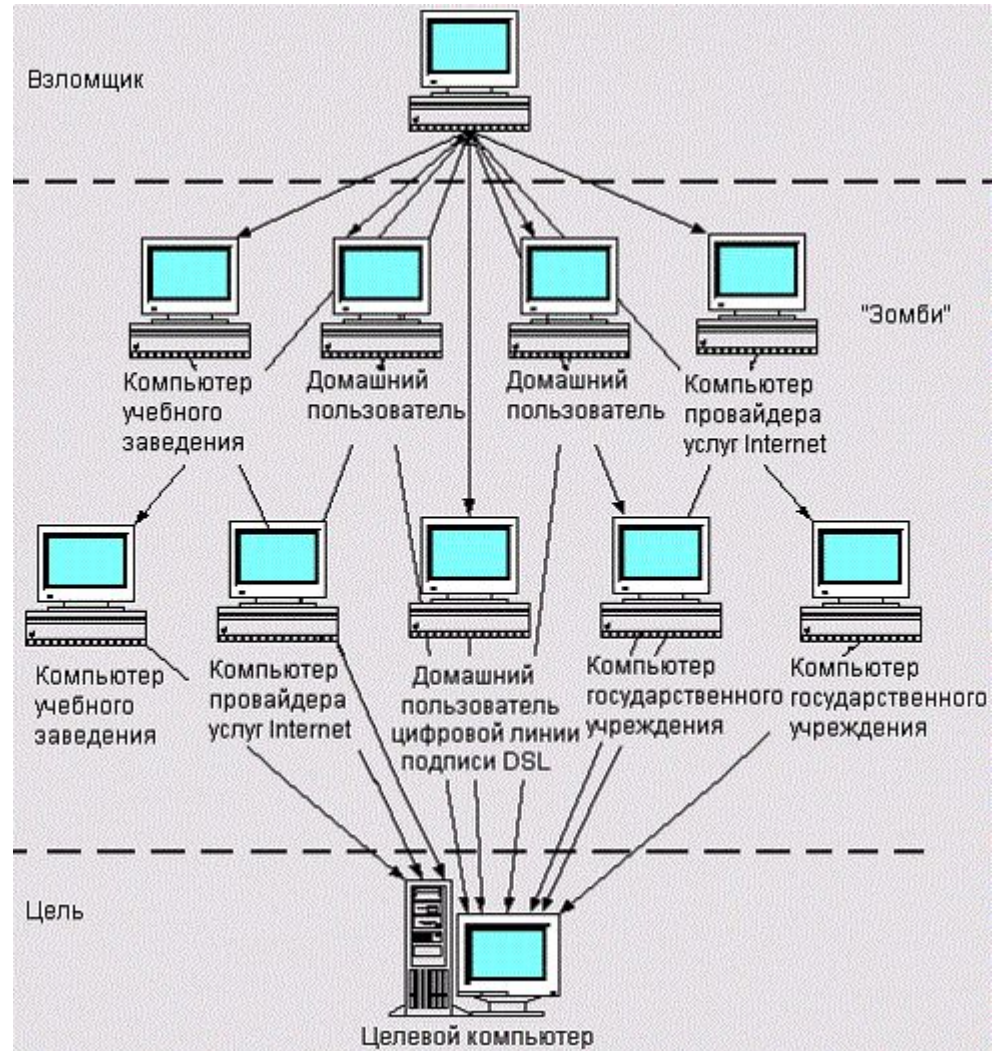 Взломщик
"Зомби"
Компьютер
учебного
заведения
Домашний
пользователь
Домашний
пользователь
Компьютер
провайдера
услуг Internet
Компьютер
учебного
заведения
Компьютер
провайдера
услуг Internet
Домашний
пользователь
цифровой линии
подписи DSL
Компьютер
государственного
учреждения
Компьютер
государственного
учреждения
Цель
Целевой компьютер